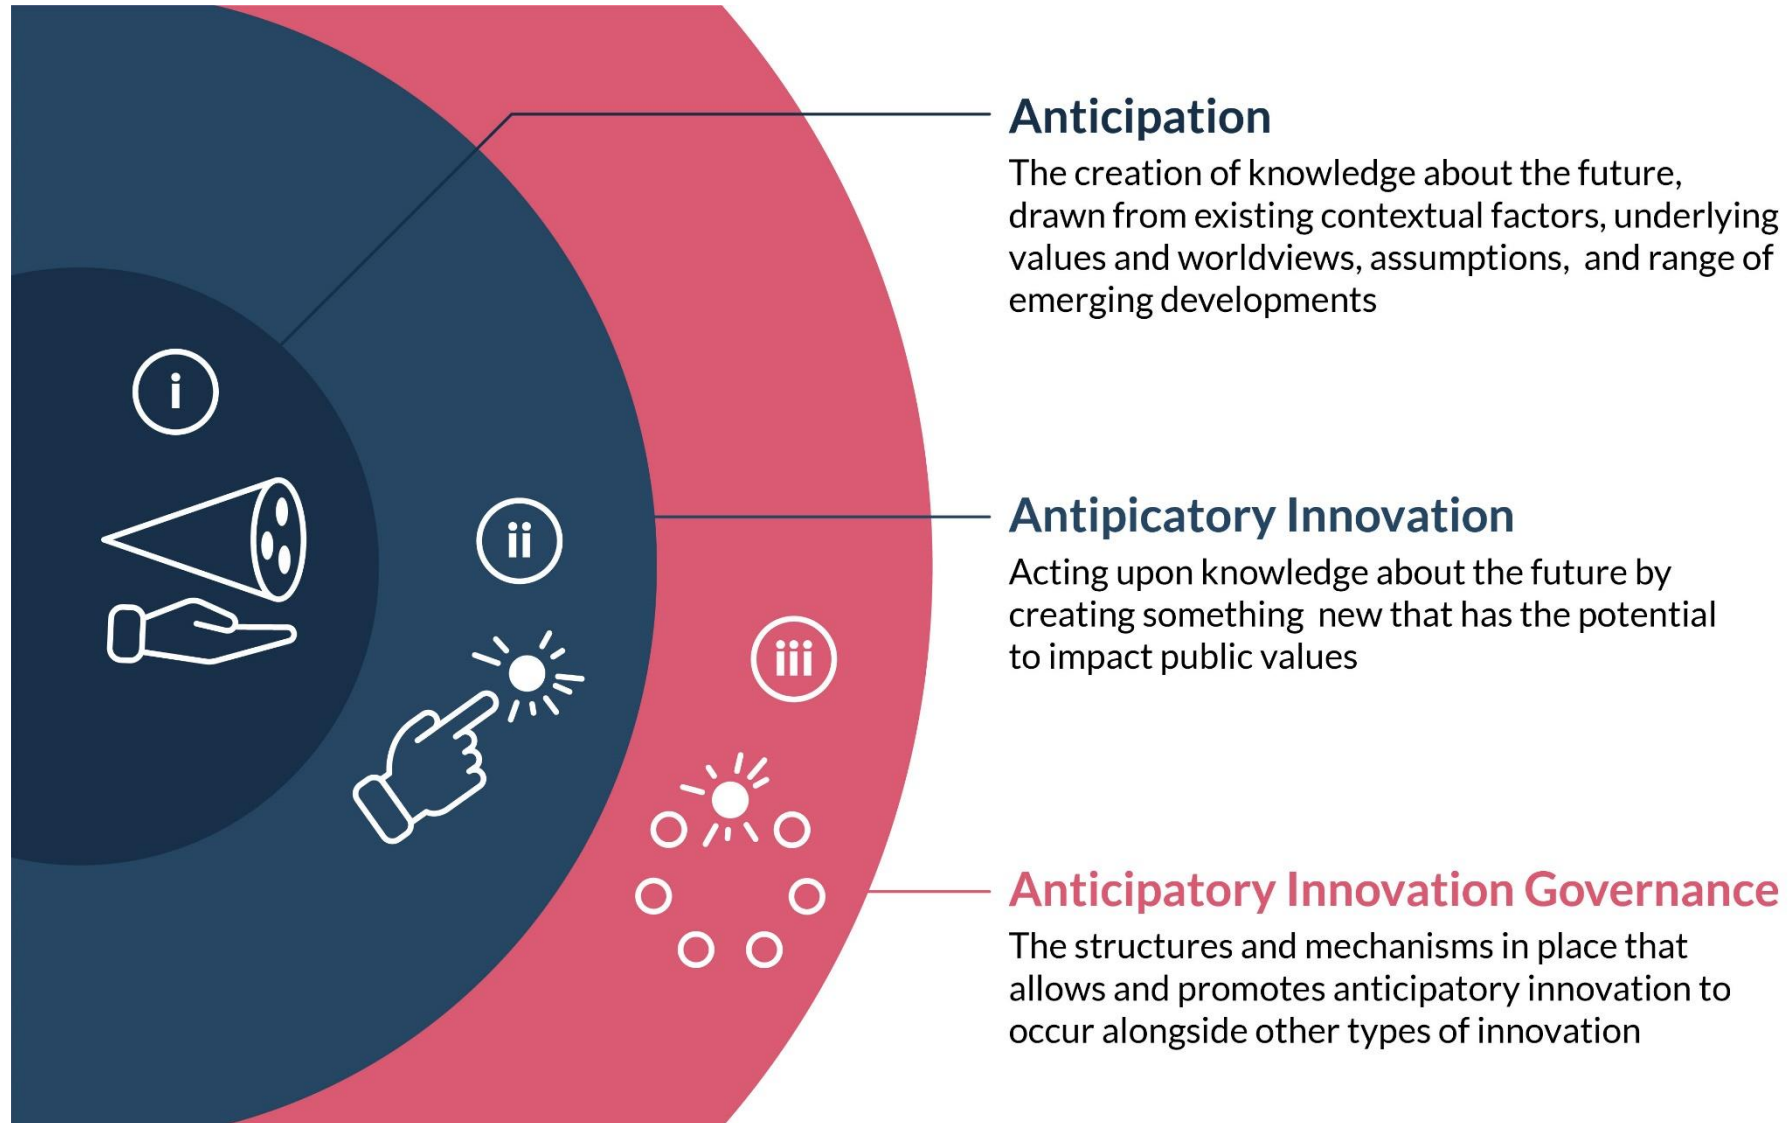 Anticipation
The creation of knowledge about the future,
drawn from existing contextual factors, underlying
values and worldviews, assumptions, and range of
emerging developments
i
ii
Antipicatory Innovation
Acting upon knowledge about the future by
creating something new that has the potential
to impact public values
iii
Anticipatory Innovation Governance
The structures and mechanisms in place that
allows and promotes anticipatory innovation to
occur alongside other types of innovation